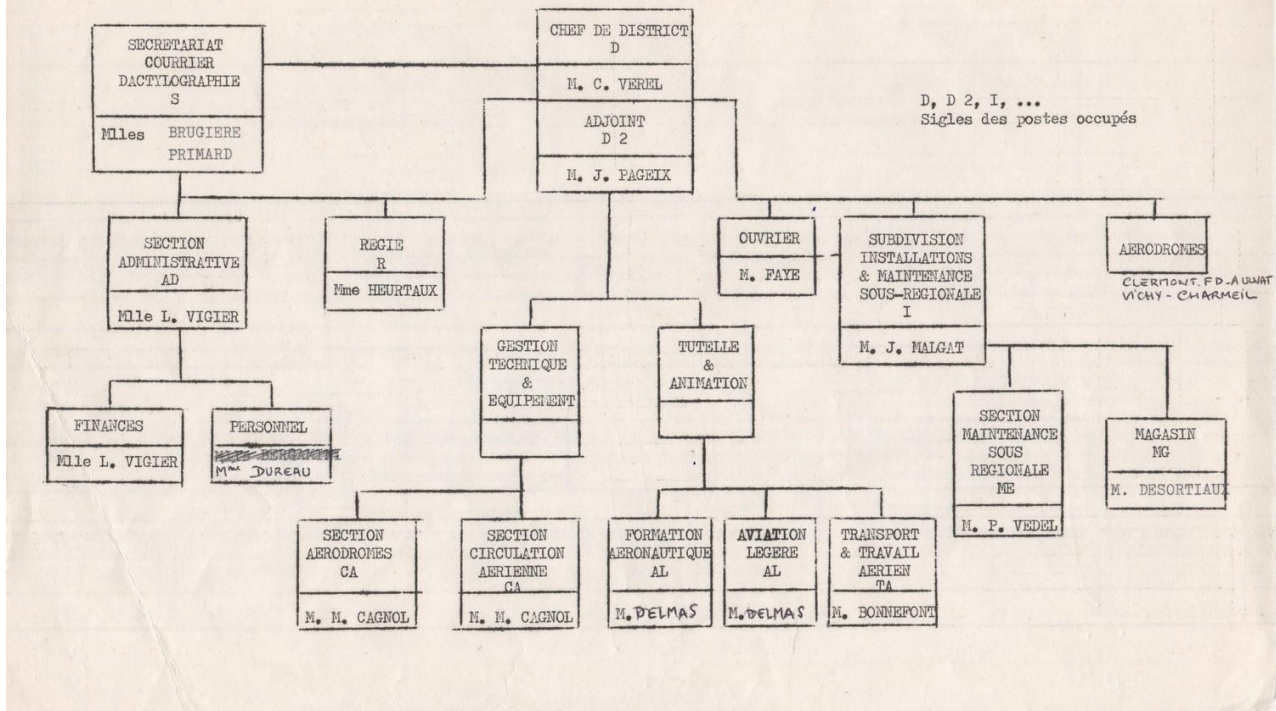 SECRETARIAT
COURRIER
DACTYLOGRAPHIE
S
Mlles BRUGIERE
PRIMARD
CHEF DE DISTRICT
D
M. C. VEREL
ADJOINT
D 2
M. J. PAGEIX
D, D 2, I, ...
Sigles des postes occupés
SECTION
ADMINISTRATIVE
AD
Mlle L. VIGIER
REGIE
R
Mme HEURTAUX
OUVRIER
M. FAYE
SUBDIVISION
INSTALLATIONS
& MAINTENANCE
SOUS-REGIONALE
I
M. J. MALGAT
AERODROMES
CLERMONT.FD-AULNAT
VICHY-CHARMEIL
GESTION
TECHNIQUE
&
EQUIPEMENT
TUTELLE
&
ANIMATION
FINANCES
Mlle L. VIGIER
PERSONNEL
Mme DUREAU
SECTION
MAINTENANCE
SOUS
REGIONALE
ME
M. P. VEDEL
MAGASIN
MG
M. DESORTIAUX
SECTION
AERODROMES
CA
M. M. CAGNOL
SECTION
CIRCULATION
AERIENNE
CA
M. M. CAGNOL
FORMATION
AERONAUTIQUE
AL
M. DELMAS
AVIATION
LEGERE
AL
M. DELMAS
TRANSPORT
& TRAVAIL
AERIEN
TA
M. BONNEFONT